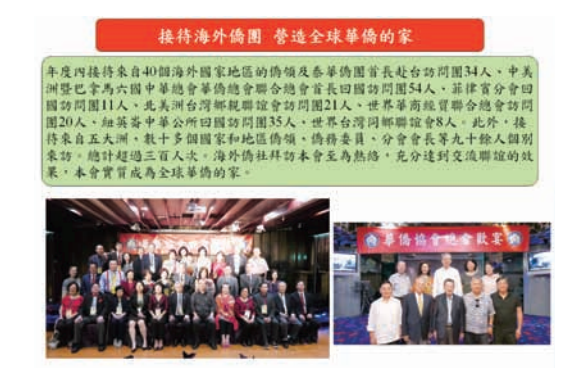 接待海外僑團 營造全球華僑的家
年度內接待來自40個海外國家地區的僑領及泰華僑團首長赴台訪問團34人、中美
洲暨巴拿馬六國中華總會華僑總會聯合總會首長回國訪問團54人、菲律賓分會回
國訪問團11人、北美洲台灣鄉親聯誼會訪問團21人、世界華商經貿聯合總會訪問
團20人、紐英崙中華公所回國訪問團35人、世界台灣同鄉聯誼會8人。此外，接
待來自五大洲，數十多個國家和地區僑領、僑務委員、分會會長等九十餘人個別
來訪。總計超過三百人次。海外僑社拜訪本會至為熱絡，充分達到交流聯誼的效
果，本會實質成為全球華僑的家。
華僑協會總會歡宴